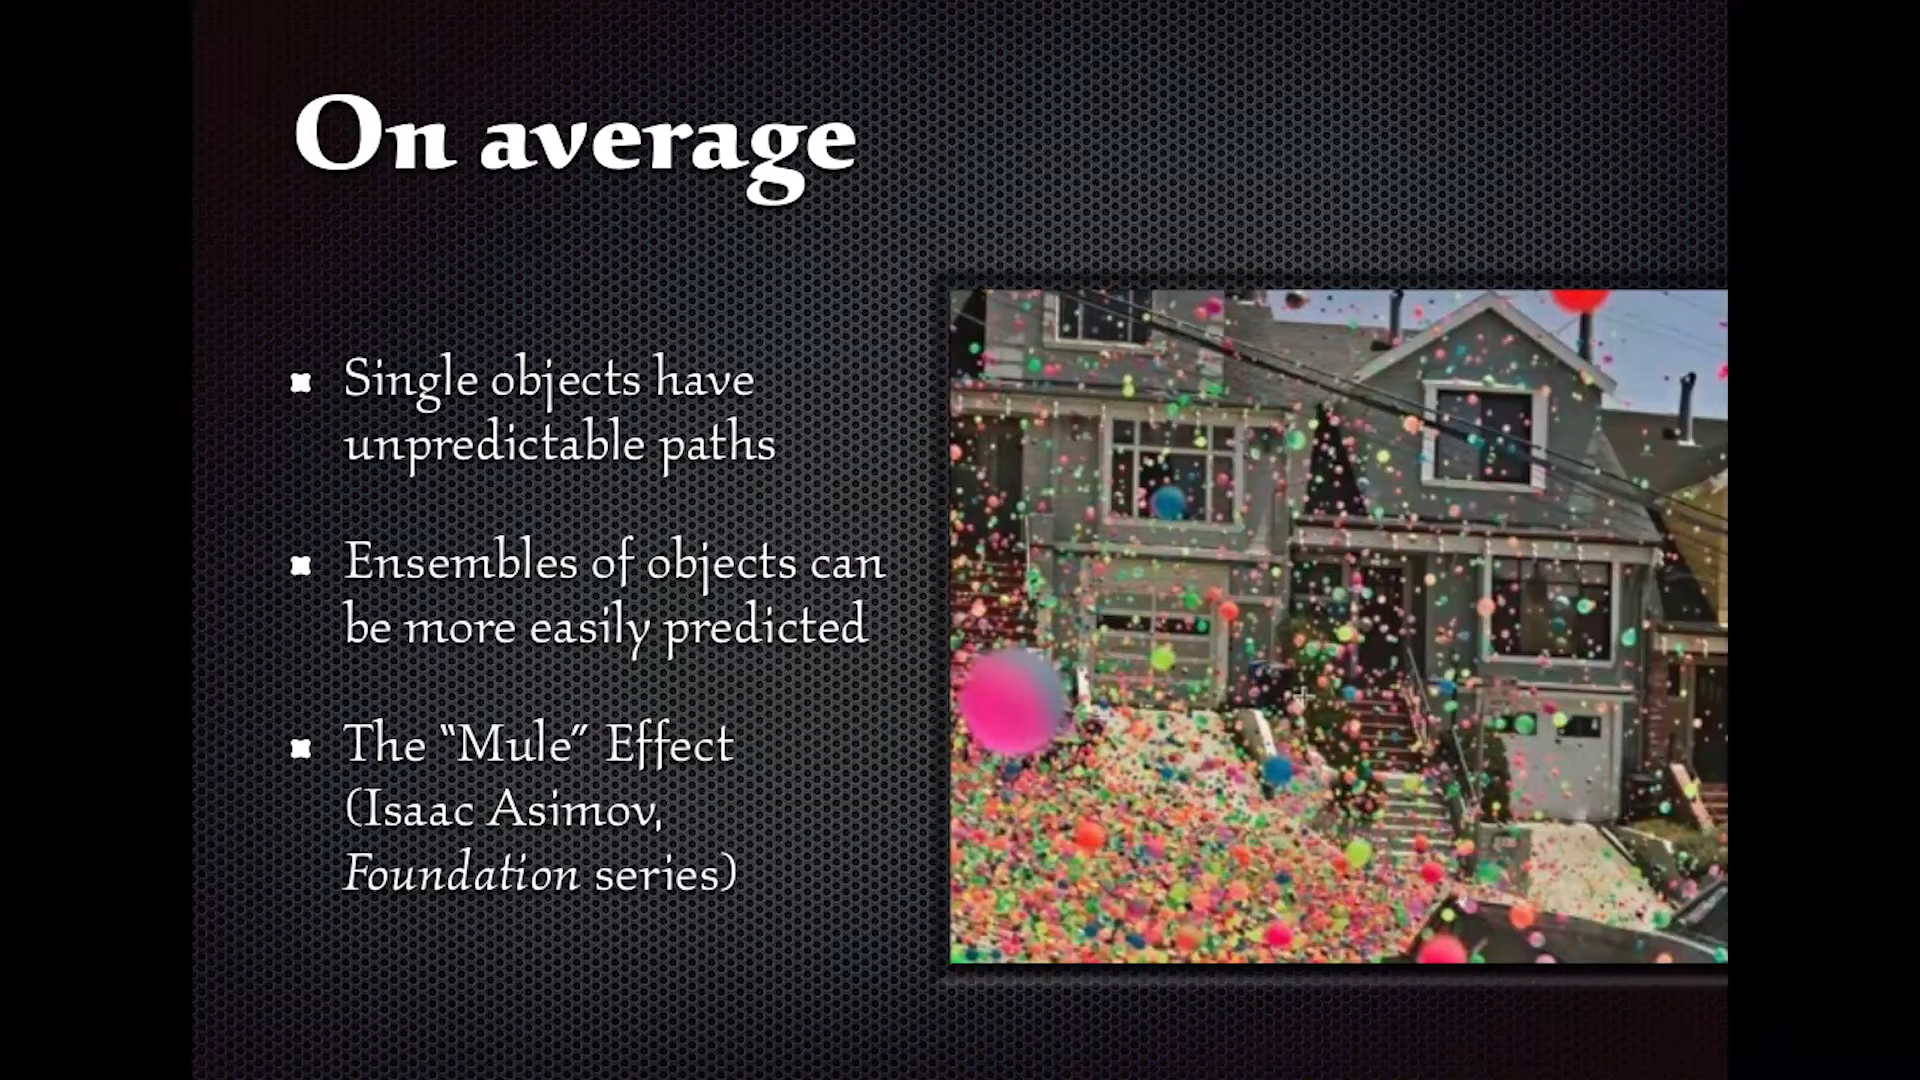 On average
Single objects have
unpredictable paths
Ensembles of objects can
be more easily predicted
The “Mule” Effect
(Isaac Asimov,
Foundation series)